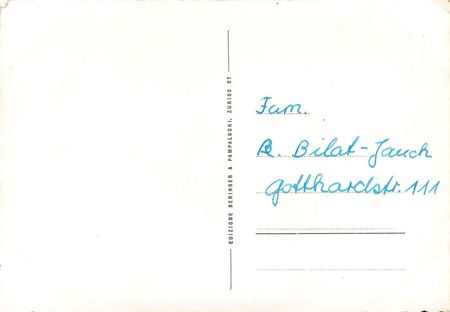 EDIZIONE BERINGER & PAMPALUCHI, ZURIGO 27
Fam.
R. Bilat-Jauch
Gotthardstr. 111